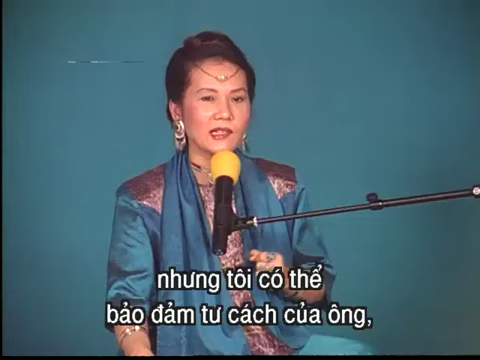 nhưng tôi có thể
bảo đảm tư cách của ông,